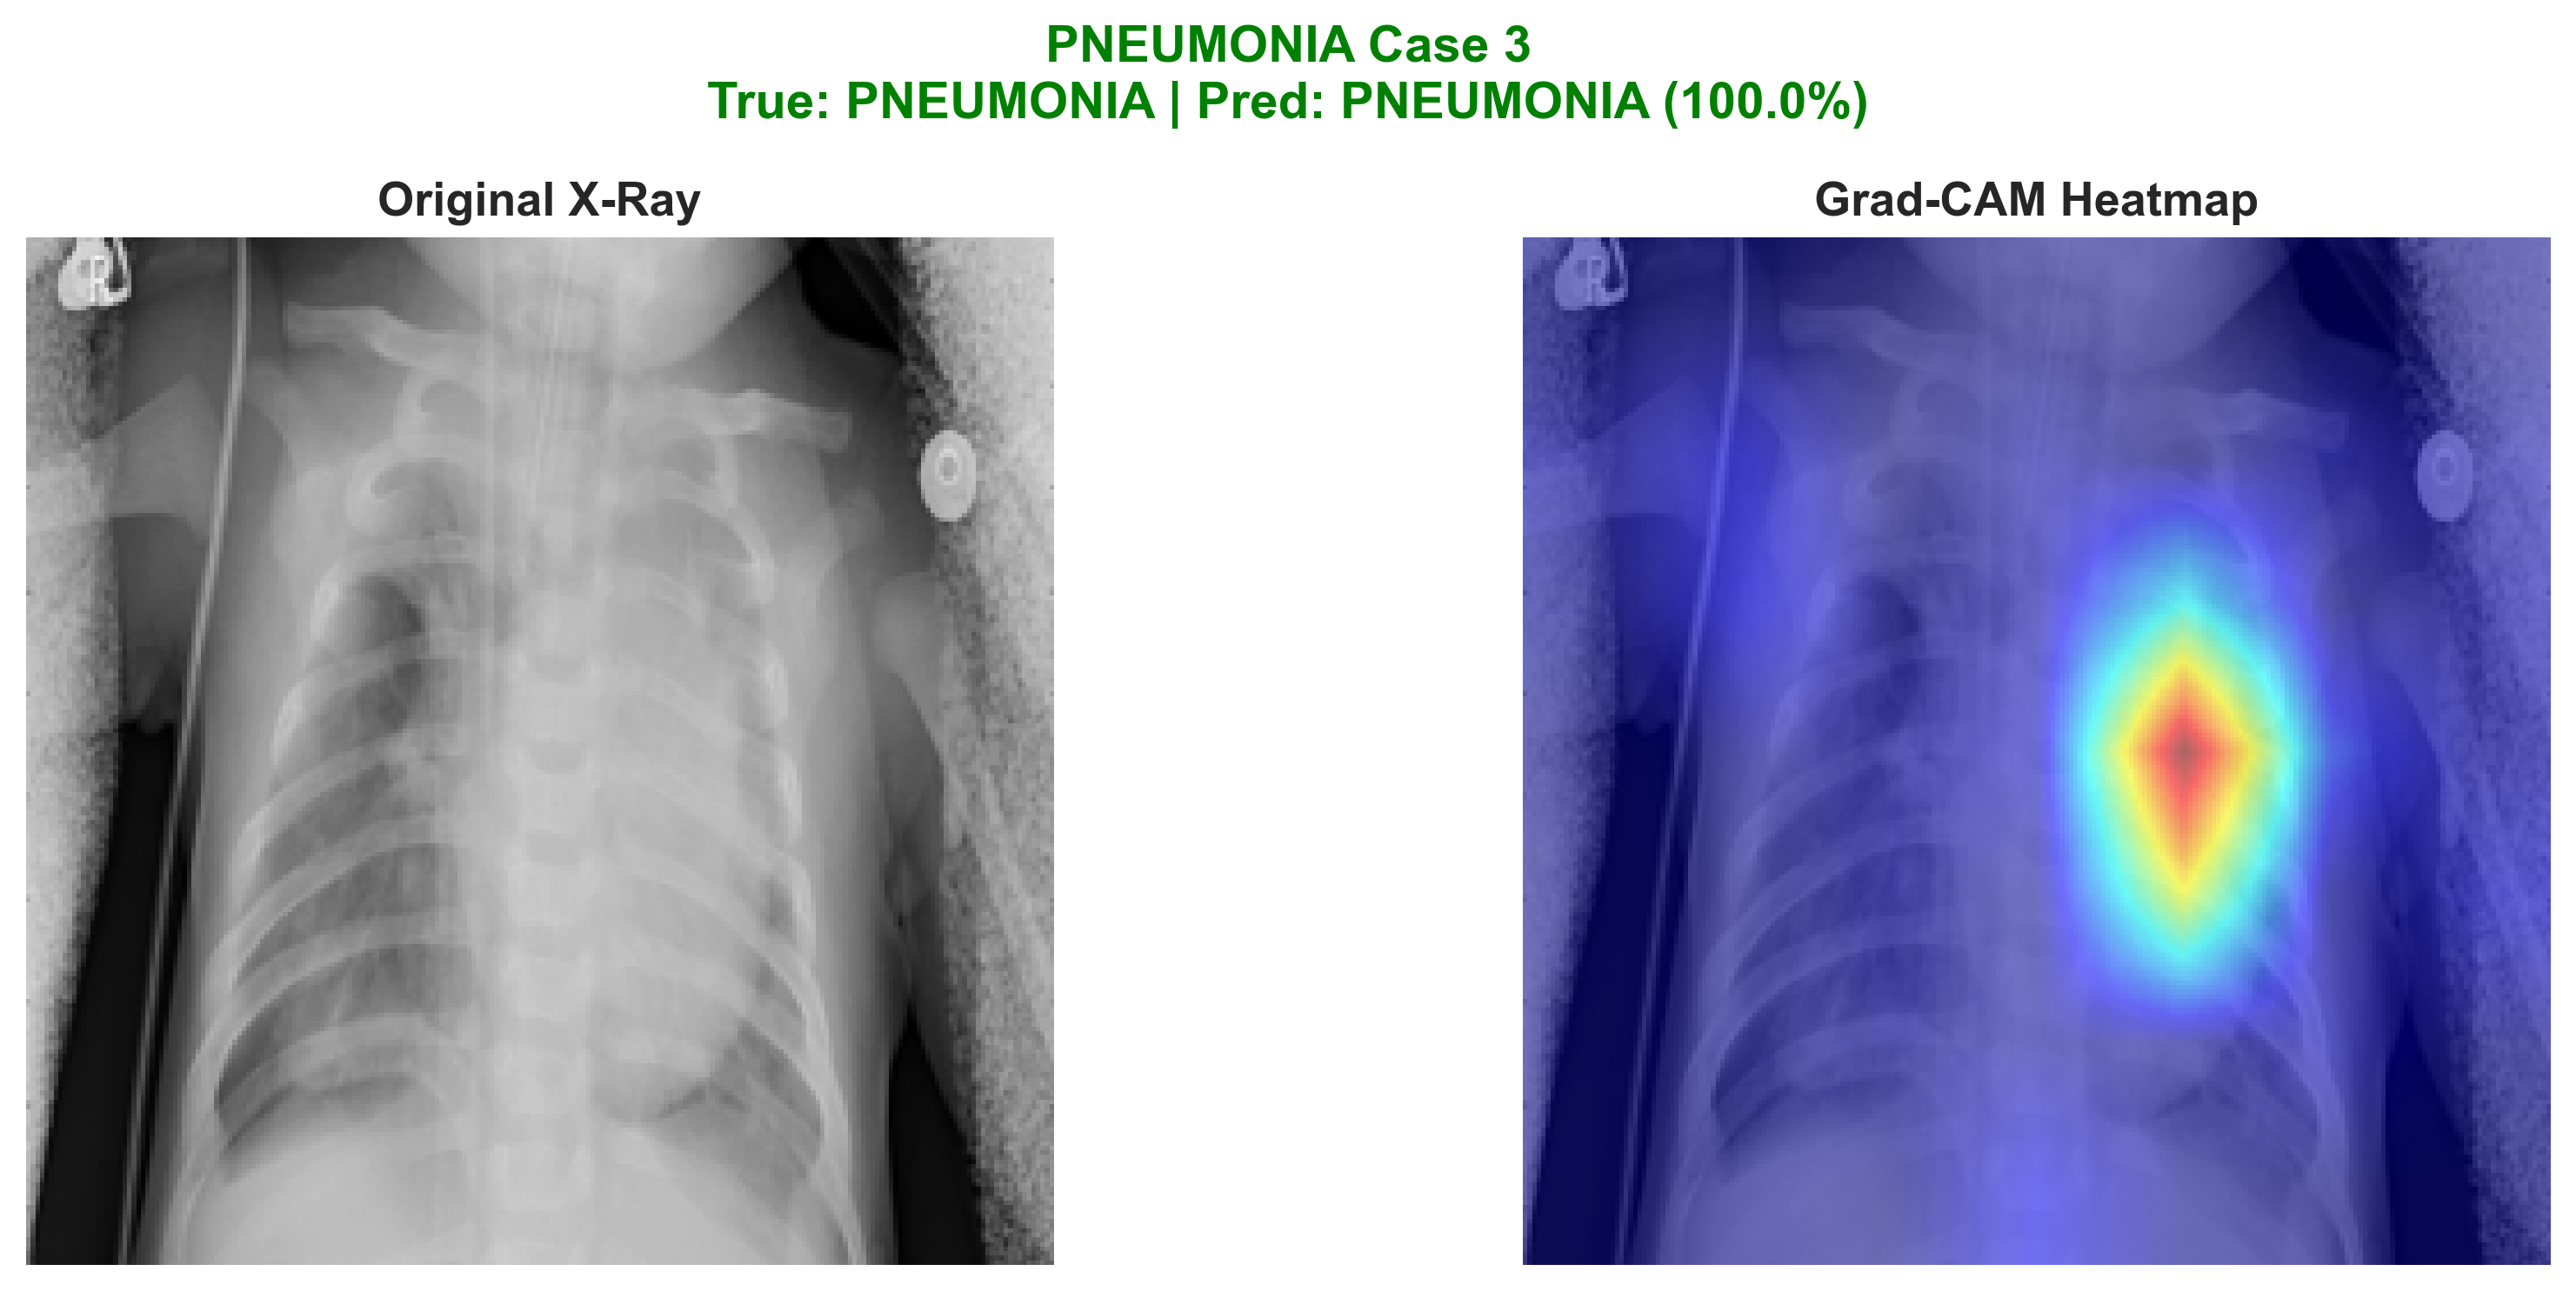 PNEUMONIA Case 3
True: PNEUMONIA | Pred: PNEUMONIA (100.0%)
Original X-Ray
Grad-CAM Heatmap
R
R